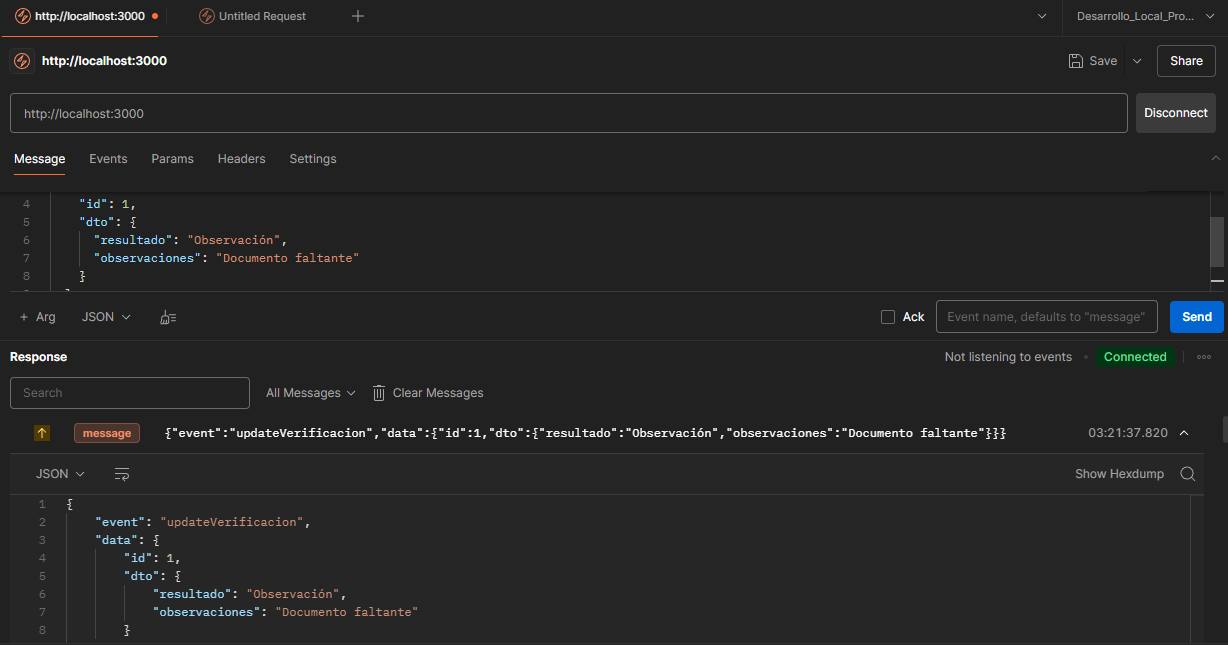 http://localhost:3000
Untitled Request
Desarrollo_Local_Pro...
http://localhost:3000
Save
Share
http://localhost:3000
Disconnect
Message Events Params Headers Settings
4 "id": 1,
5 "dto": {
6 "resultado": "Observación",
7 "observaciones": "Documento faltante"
8 }
+ Arg JSON
Ack
Event name, defaults to "message"
Send
Response
Not listening to events
Connected
Search
All Messages
Clear Messages
message {"event":"updateVerificacion","data":{"id":1,"dto":{"resultado":"Observación","observaciones":"Documento faltante"}}} 03:21:37.820
JSON
Show Hexdump
1 {
2 "event": "updateVerificacion",
3 "data": {
4 "id": 1,
5 "dto": {
6 "resultado": "Observación",
7 "observaciones": "Documento faltante"
8 }